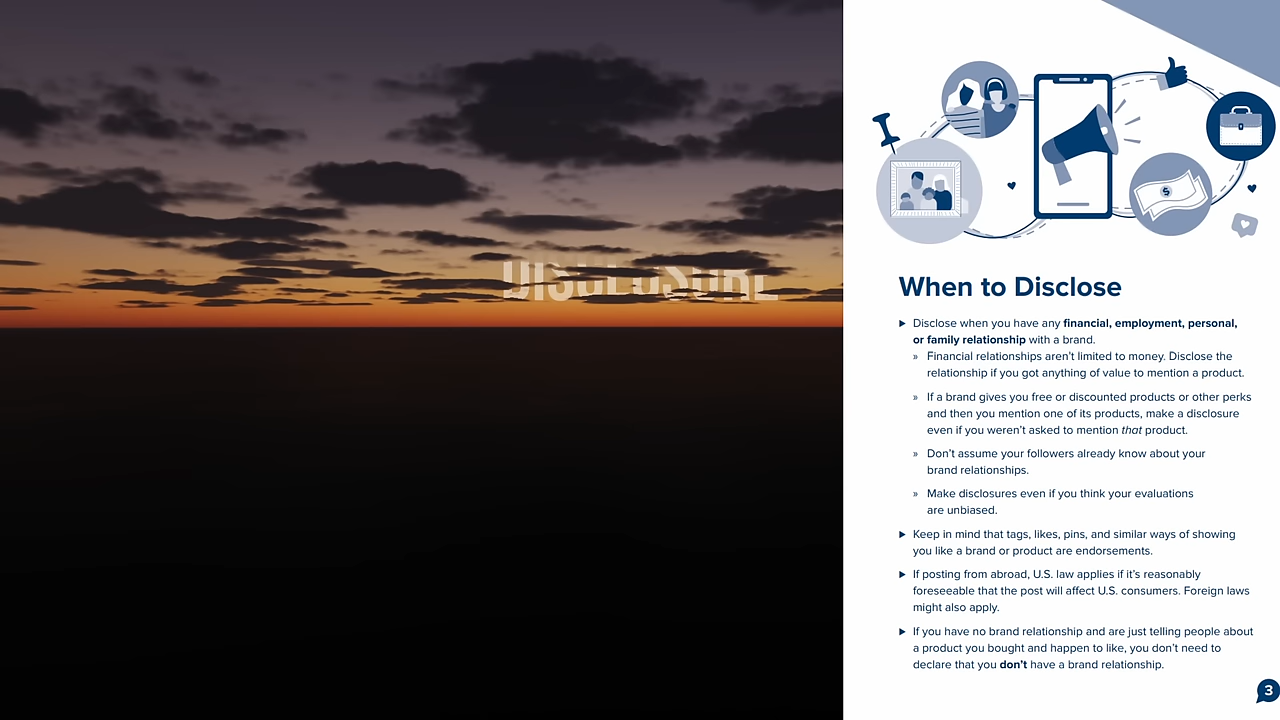 DISCLOSURE
When to Disclose
▶ Disclose when you have any financial, employment, personal,
or family relationship with a brand.
» Financial relationships aren’t limited to money. Disclose the
relationship if you got anything of value to mention a product.
» If a brand gives you free or discounted products or other perks
and then you mention one of its products, make a disclosure
even if you weren’t asked to mention that product.
» Don’t assume your followers already know about your
brand relationships.
» Make disclosures even if you think your evaluations
are unbiased.
▶ Keep in mind that tags, likes, pins, and similar ways of showing
you like a brand or product are endorsements.
▶ If posting from abroad, U.S. law applies if it’s reasonably
foreseeable that the post will affect U.S. consumers. Foreign laws
might also apply.
▶ If you have no brand relationship and are just telling people about
a product you bought and happen to like, you don’t need to
declare that you don’t have a brand relationship.
$
3